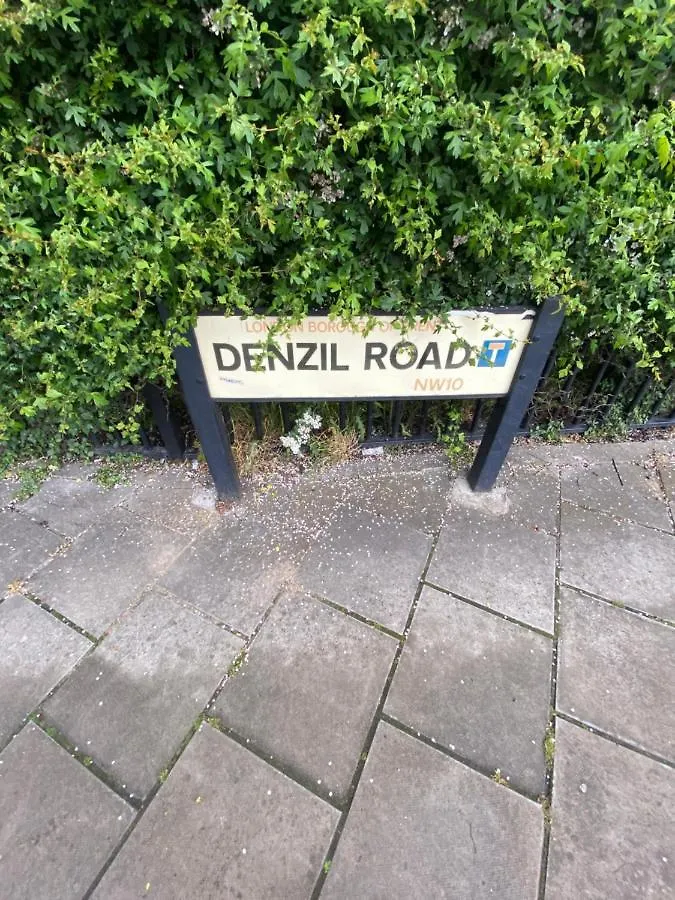 LONDON BOROUGH OF BRENT
DENZIL ROAD
NW10